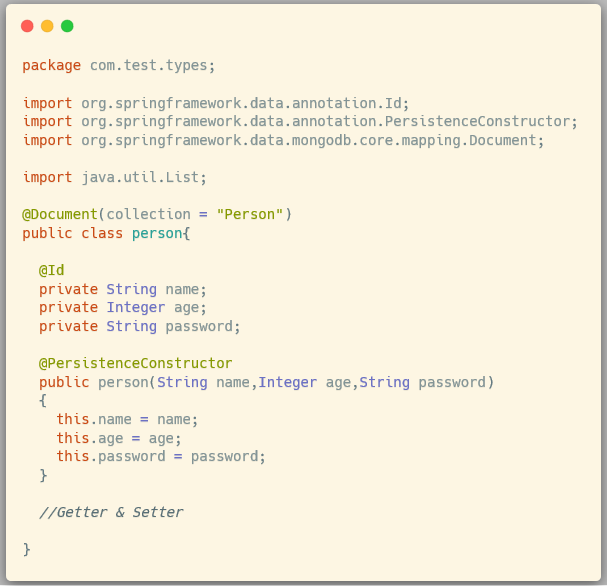 package com.test.types;
import org.springframework.data.annotation.Id;
import org.springframework.data.annotation.PersistenceConstructor;
import org.springframework.data.mongodb.core.mapping.Document;
import java.util.List;
@Document(collection = "Person")
public class person{
@Id
private String name;
private Integer age;
private String password;
@PersistenceConstructor
public person(String name,Integer age,String password)
{
this.name = name;
this.age = age;
this.password = password;
}
//Getter & Setter
}